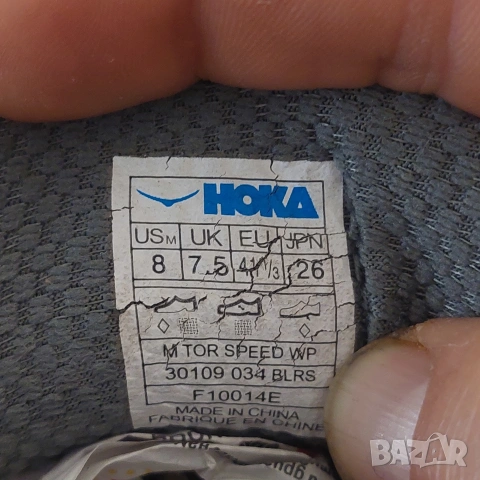 HOKA
USM UK EU JPN
8 7.5 41 1/3 26
M TOR SPEED WP
30109 034 BLRS
F10014E
MADE IN CHINA
FABRIQUE EN CHINE
BAZAR